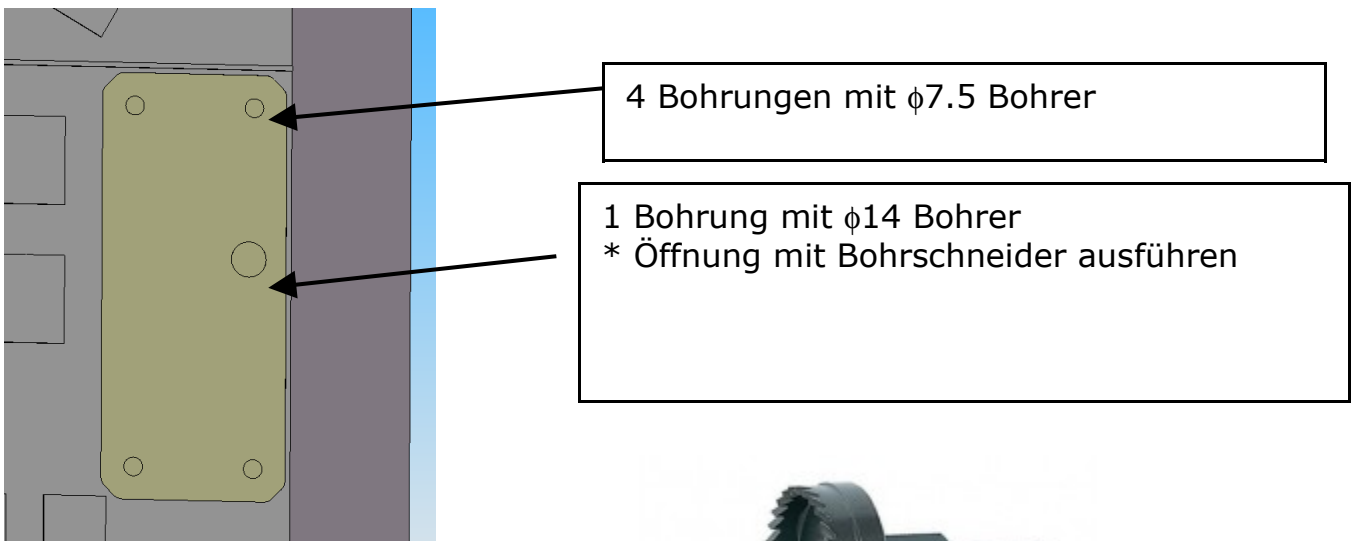 4 Bohrungen mit ϕ7.5 Bohrer
1 Bohrung mit ϕ14 Bohrer
* Öffnung mit Bohrschneider ausführen